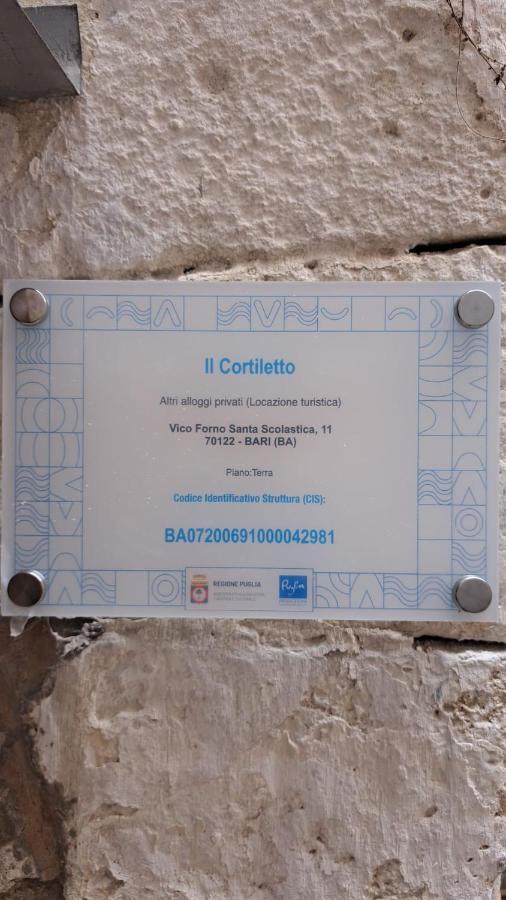 Il Cortiletto
Altri alloggi privati (Locazione turistica)
Vico Forno Santa Scolastica, 11
70122 - BARI (BA)
Piano:Terra
Codice Identificativo Struttura (CIS):
BA07200691000042981
REGIONE PUGLIA
Puglia